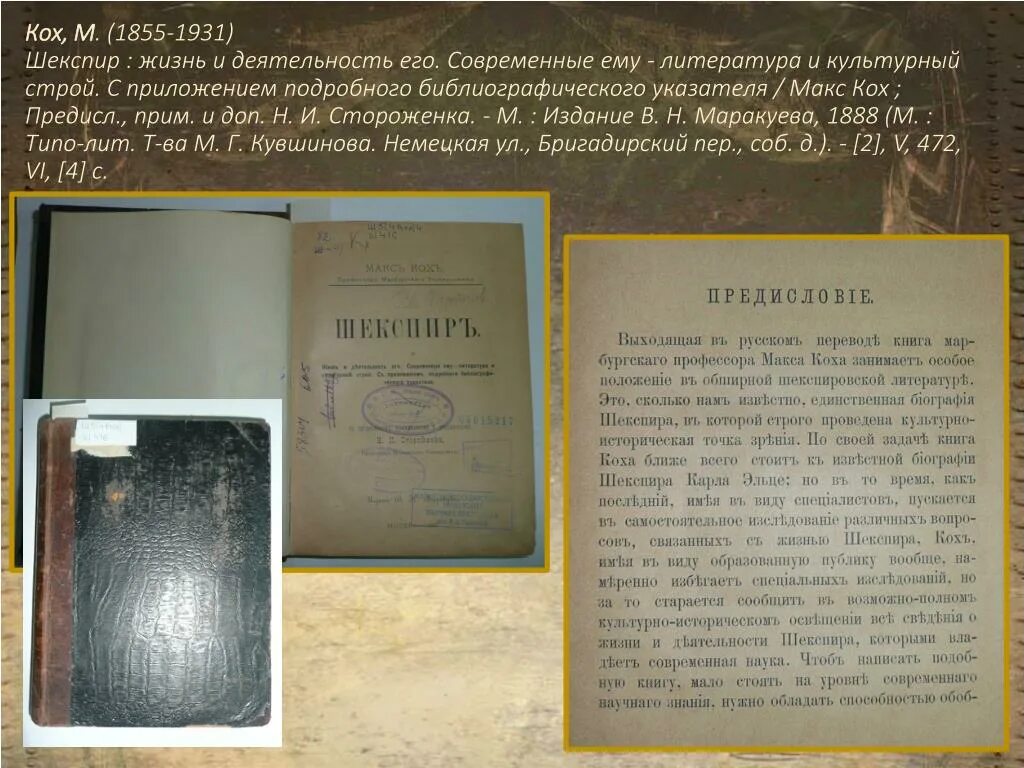 Кох, М. (1855-1931)
Шекспир : жизнь и деятельность его. Современные ему - литература и культурный
строй. С приложением подробного библиографического указателя / Макс Кох ;
Предисл., прим. и доп. Н. И. Стороженка. - М. : Издание В. Н. Маракуева, 1888 (М. :
Типо-лит. Т-ва М. Г. Кувшинова. Немецкая ул., Бригадирский пер., соб. д.). - [2], V, 472,
VI, [4] с.
МАКСЪ КОХЪ.
ШЕКСПИРЪ.
ПРЕДИСЛОВІЕ.
Выходящая въ русскомъ переводѣ книга мар-
бургскаго профессора Макса Коха занимаетъ особое
положеніе въ обширной шекспировской литературѣ.
Это, сколько намъ извѣстно, единственная біографія
Шекспира, въ которой строго проведена культурно-
историческая точка зрѣнія. По своей задачѣ книга
Коха ближе всего стоитъ къ извѣстной біографіи
Шекспира Карла Эльце; но въ то время, какъ
послѣдній, имѣя въ виду спеціалистовъ, пускается
въ самостоятельное изслѣдованіе различныхъ вопро-
совъ, связанныхъ съ жизнью Шекспира, Кохъ,
имѣя въ виду образованную публику вообще, на-
мѣренно избѣгаетъ спеціальныхъ изслѣдованій, но
за то старается сообщить въ возможно-полномъ
культурно-историческомъ освѣщеніи всѣ свѣдѣнія о
жизни и дѣятельности Шекспира, которыми вла-
дѣетъ современная наука. Чтобъ написать подоб-
ную книгу, мало стоять на уровнѣ современнаго
научнаго знанія, нужно обладать способностью обоб-